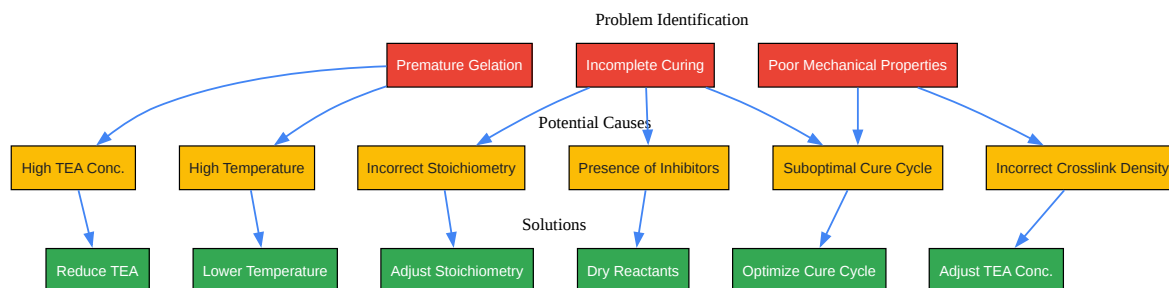 Problem Identification
Premature Gelation
Incomplete Curing
Poor Mechanical Properties
Potential Causes
High TEA Conc.
High Temperature
Incorrect Stoichiometry
Presence of Inhibitors
Suboptimal Cure Cycle
Incorrect Crosslink Density
Solutions
Reduce TEA
Lower Temperature
Adjust Stoichiometry
Dry Reactants
Optimize Cure Cycle
Adjust TEA Conc.